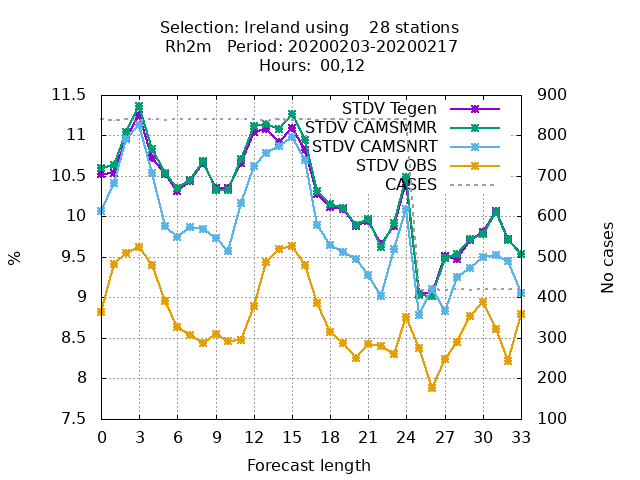 Selection: Ireland using    28 stations
Rh2m   Period: 20200203-20200217
Hours:  00,12
STDV Tegen
STDV CAMSMMR
STDV CAMSNRT
STDV OBS
CASES
11.5
11
10.5
10
9.5
9
8.5
8
7.5
%
900
800
700
600
500
400
300
200
100
No cases
0 3 6 9 12 15 18 21 24 27 30 33
Forecast length